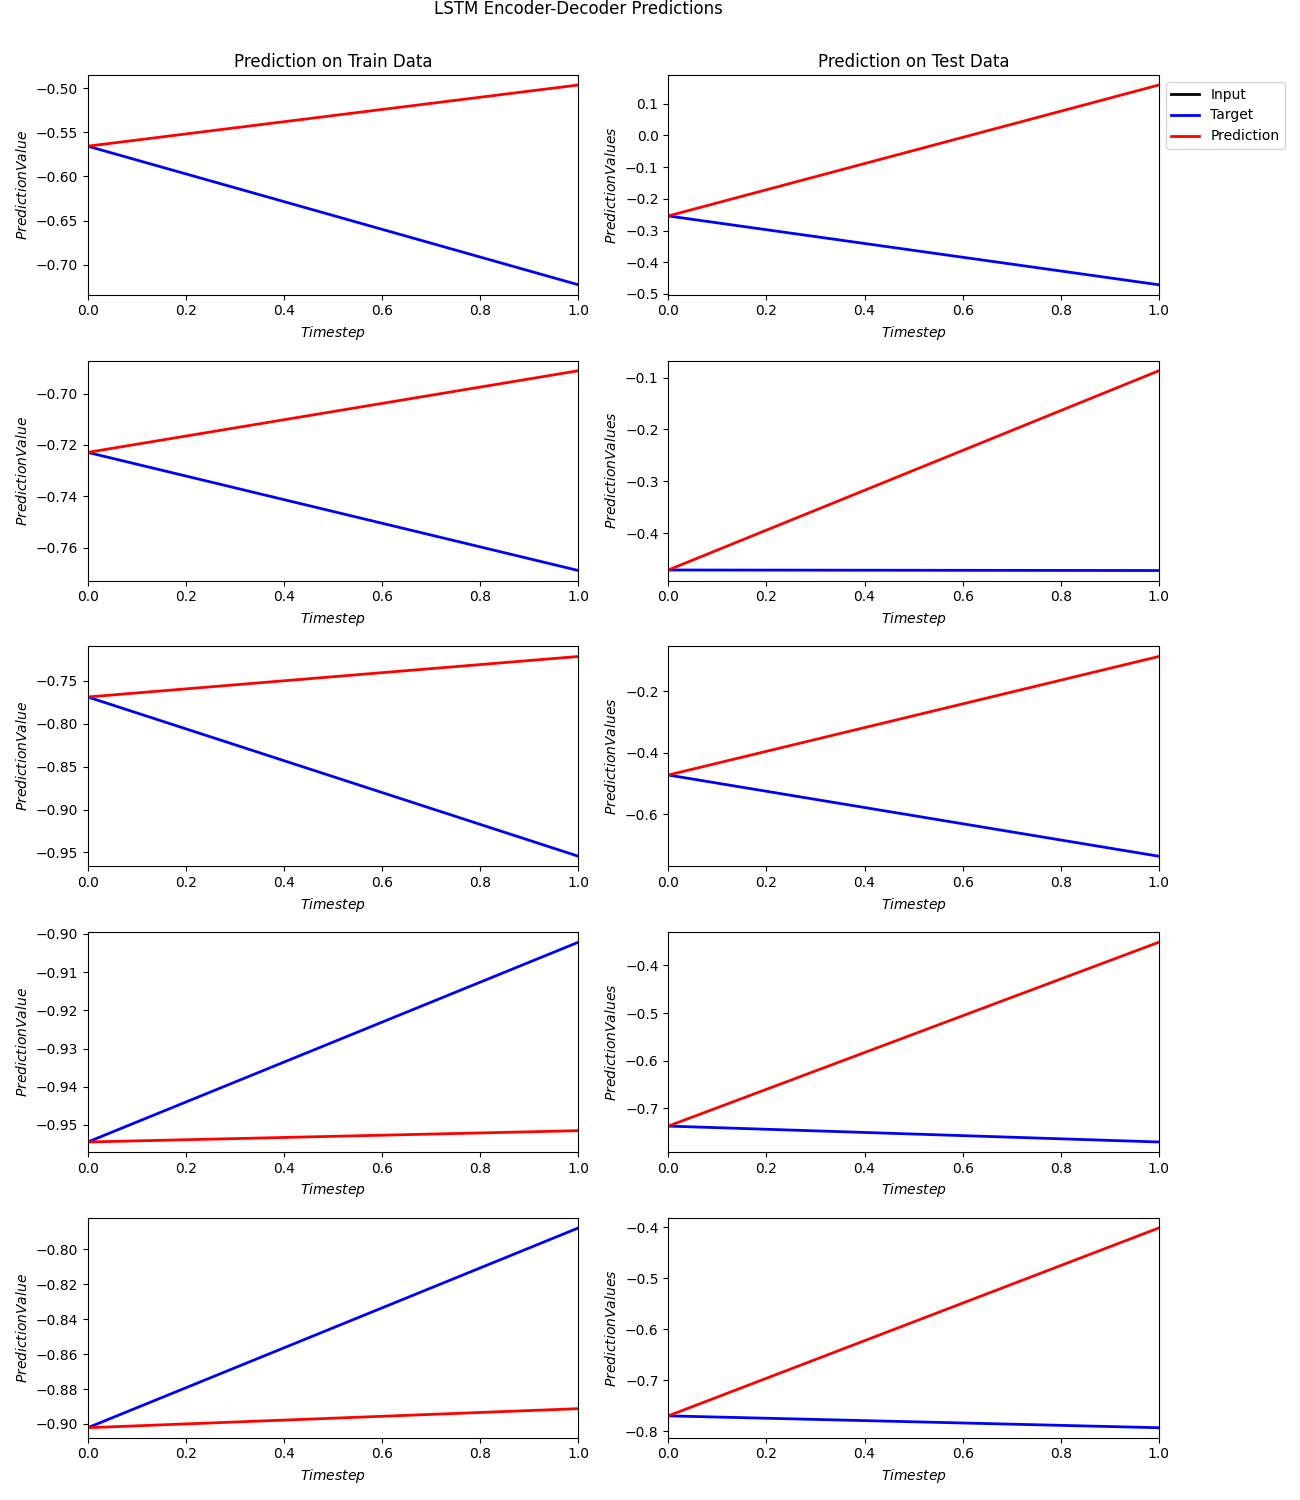 LSTM Encoder-Decoder Predictions
Prediction on Train Data
−0.50
−0.55
−0.60
−0.65
−0.70
PredictionValue
0.0 0.2 0.4 0.6 0.8 1.0
Timestep
Prediction on Test Data
0.1
0.0
−0.1
−0.2
−0.3
−0.4
−0.5
PredictionValues
0.0 0.2 0.4 0.6 0.8 1.0
Timestep
Input
Target
Prediction
−0.70
−0.72
−0.74
−0.76
PredictionValue
0.0 0.2 0.4 0.6 0.8 1.0
Timestep
−0.1
−0.2
−0.3
−0.4
PredictionValues
0.0 0.2 0.4 0.6 0.8 1.0
Timestep
−0.75
−0.80
−0.85
−0.90
−0.95
PredictionValue
0.0 0.2 0.4 0.6 0.8 1.0
Timestep
−0.2
−0.4
−0.6
PredictionValues
0.0 0.2 0.4 0.6 0.8 1.0
Timestep
−0.90
−0.91
−0.92
−0.93
−0.94
−0.95
PredictionValue
0.0 0.2 0.4 0.6 0.8 1.0
Timestep
−0.4
−0.5
−0.6
−0.7
PredictionValues
0.0 0.2 0.4 0.6 0.8 1.0
Timestep
−0.80
−0.82
−0.84
−0.86
−0.88
−0.90
PredictionValue
0.0 0.2 0.4 0.6 0.8 1.0
Timestep
−0.4
−0.5
−0.6
−0.7
−0.8
PredictionValues
0.0 0.2 0.4 0.6 0.8 1.0
Timestep